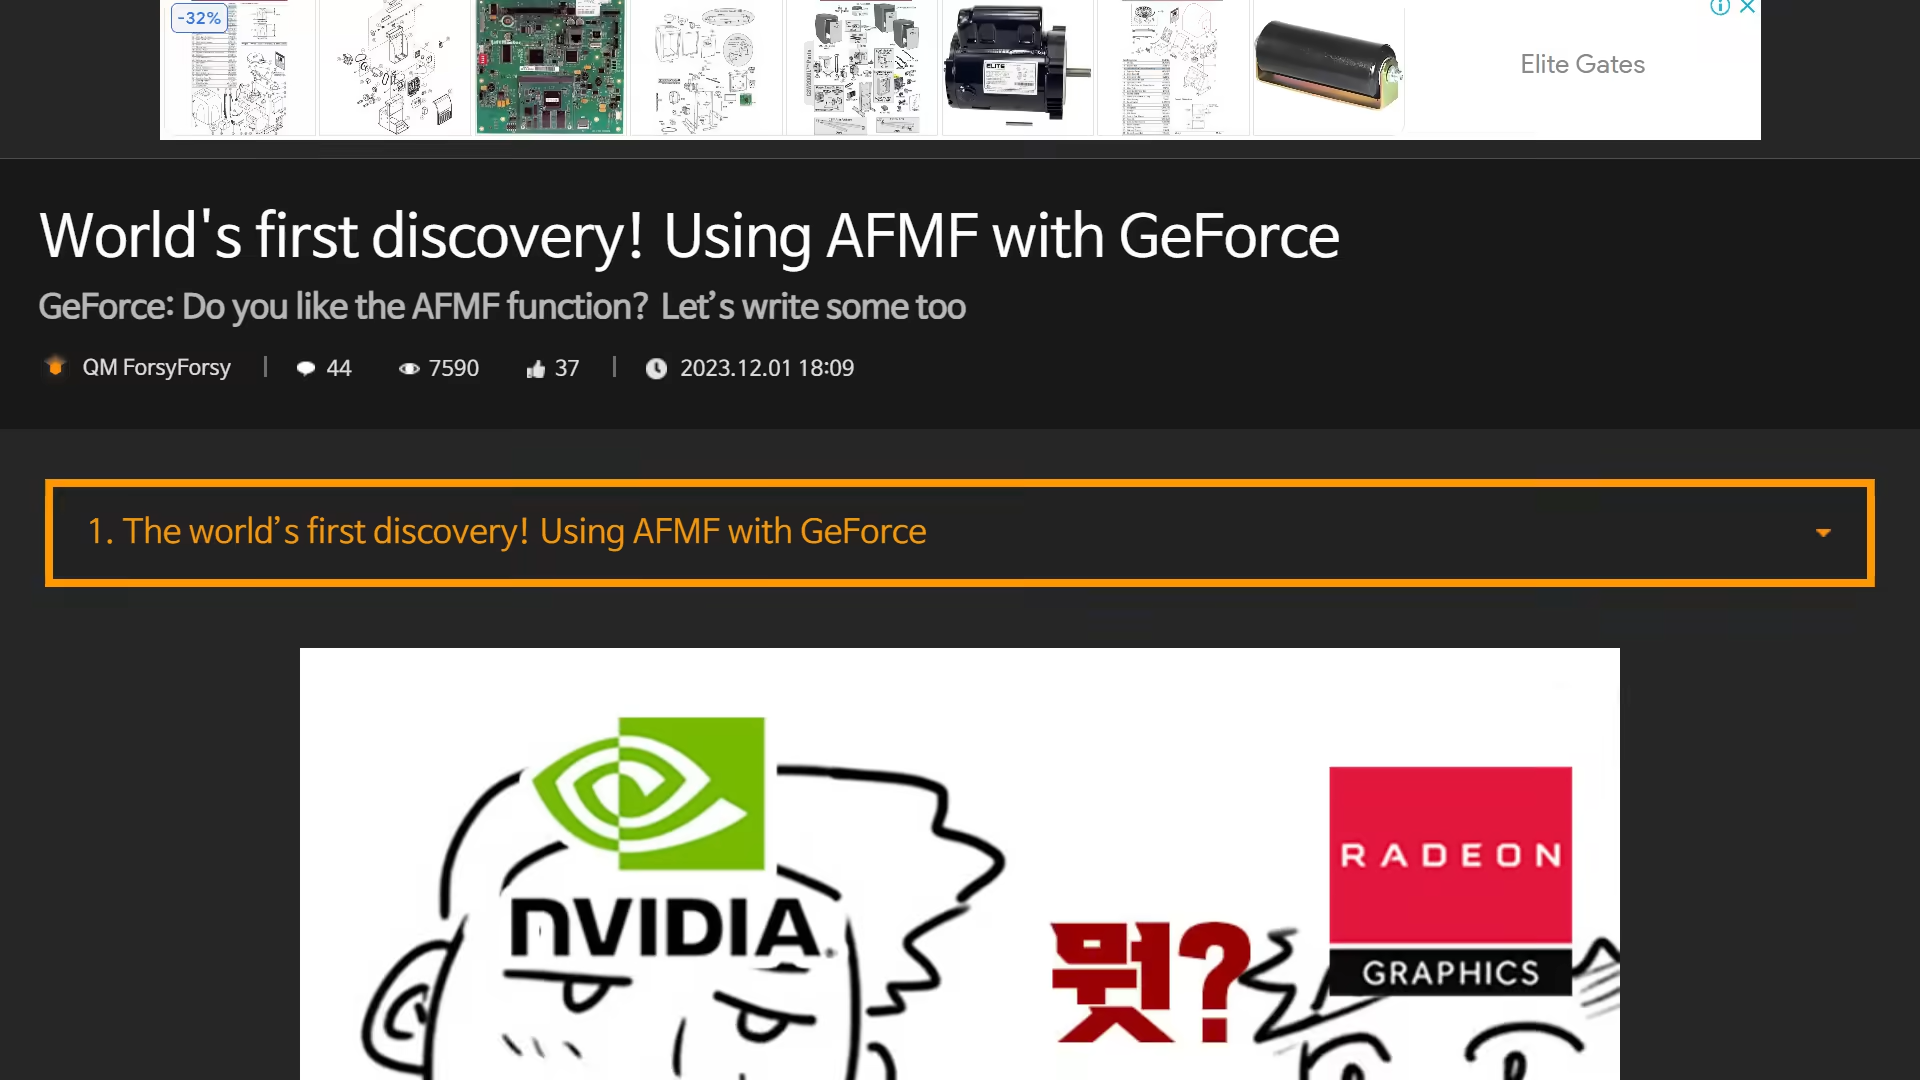 -32%
ELITE
Elite Gates
World's first discovery! Using AFMF with GeForce
GeForce: Do you like the AFMF function? Let’s write some too
QM ForsyForsy
44
7590
37
2023.12.01 18:09
1. The world’s first discovery! Using AFMF with GeForce
NVIDIA
RADEON
GRAPHICS
뭣?